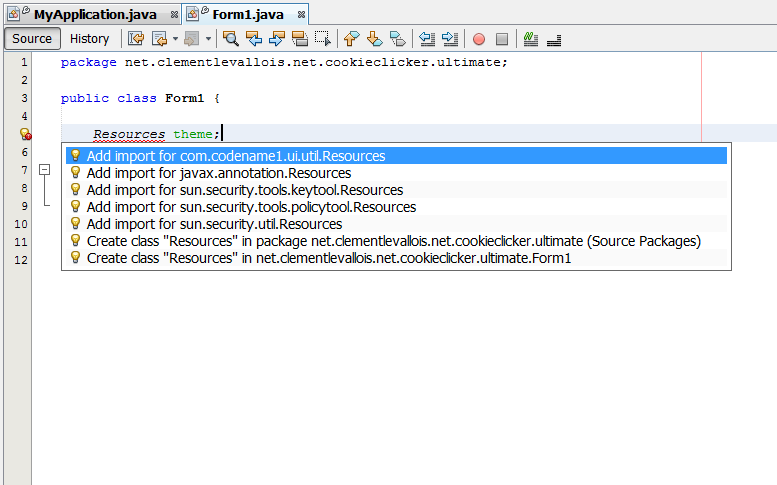 MyApplication.java Form1.java
Source History
1 package net.clementlevallois.net.cookieclicker.ultimate;
2
3 public class Form1 {
4
Resources theme;
6 Add import for com.codename1.ui.util.Resources
7 Add import for javax.annotation.Resources
8 Add import for sun.security.tools.keytool.Resources
9 Add import for sun.security.tools.policytool.Resources
10 Add import for sun.security.util.Resources
11 Create class "Resources" in package net.clementlevallois.net.cookieclicker.ultimate (Source Packages)
12 Create class "Resources" in net.clementlevallois.net.cookieclicker.ultimate.Form1